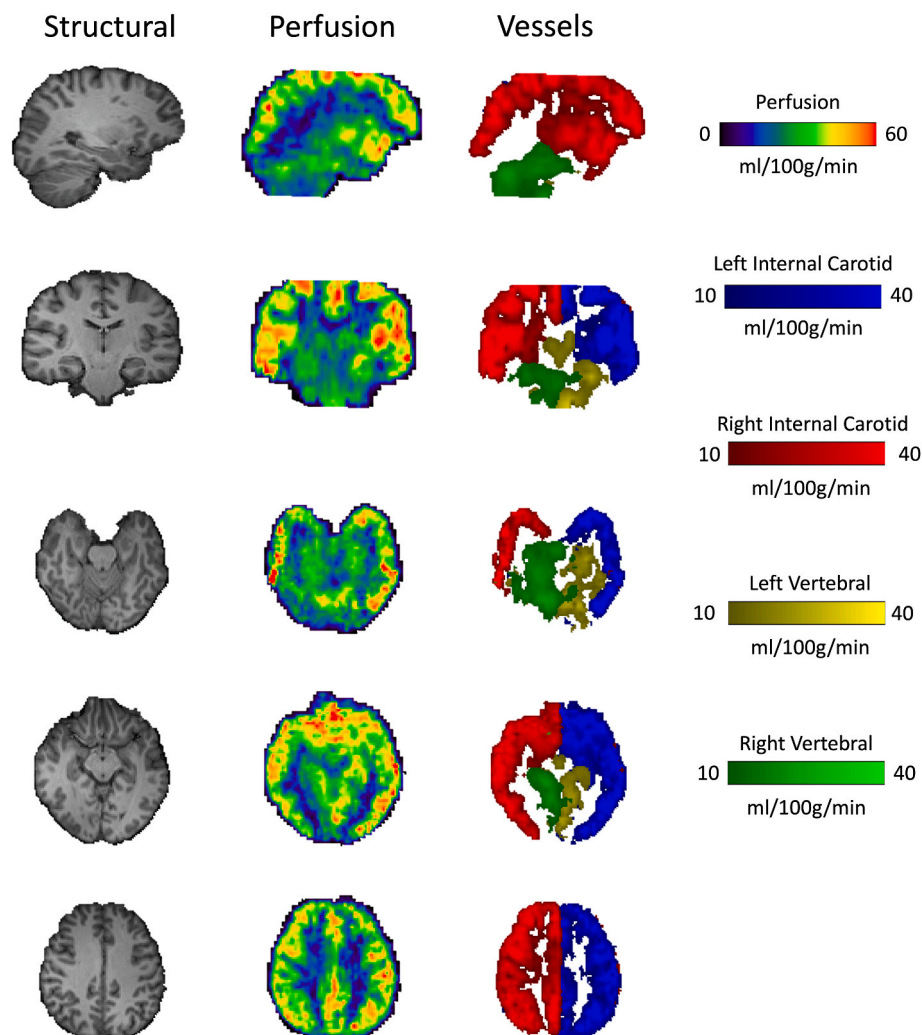 Structural Perfusion Vessels
Perfusion
0 60
ml/100g/min
Left Internal Carotid
10 40
ml/100g/min
Right Internal Carotid
10 40
ml/100g/min
Left Vertebral
10 40
ml/100g/min
Right Vertebral
10 40
ml/100g/min